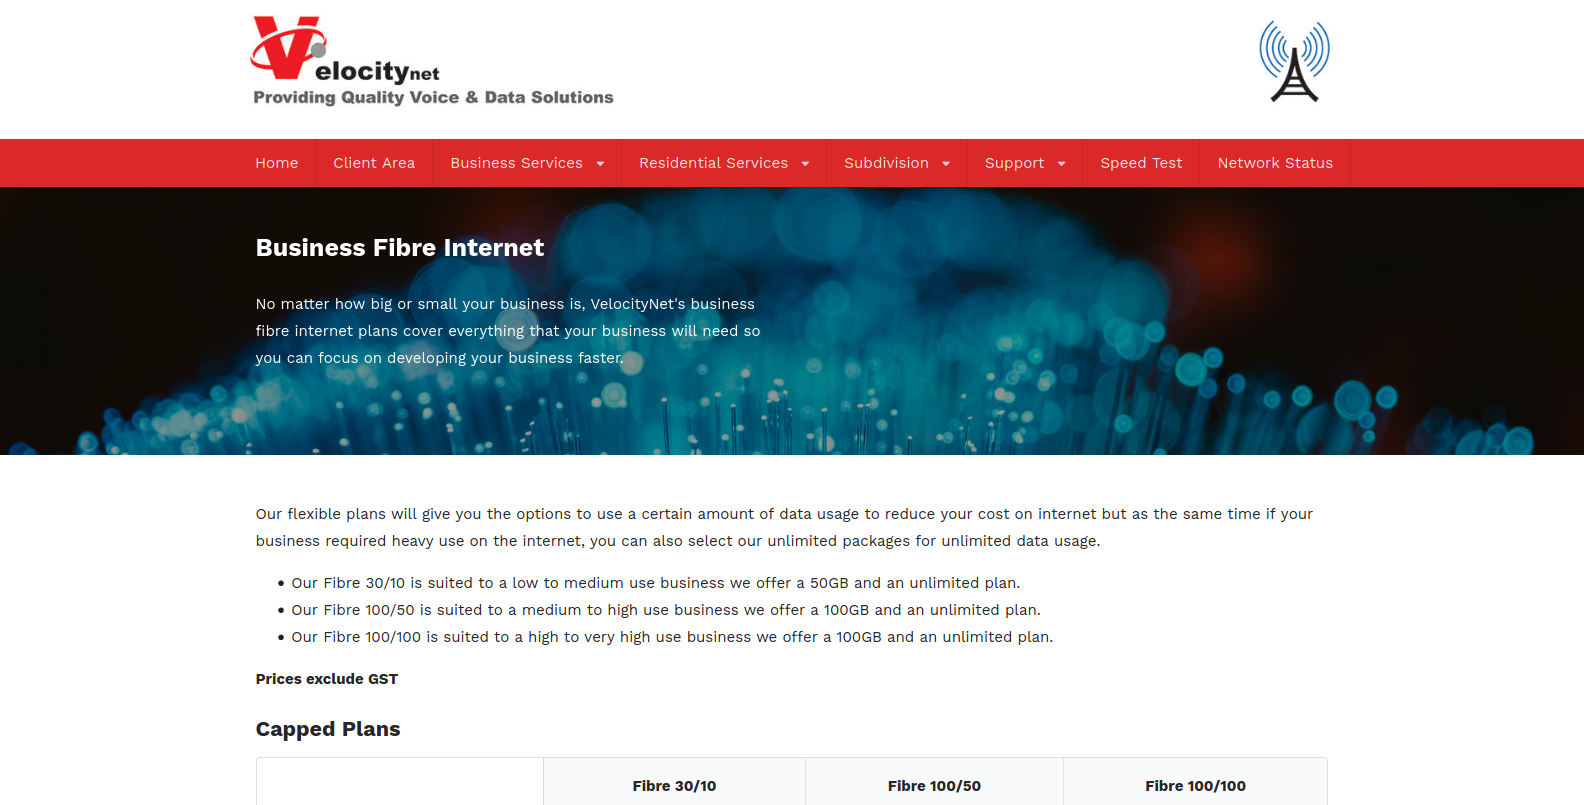 Velocitynet
Providing Quality Voice & Data Solutions
Home Client Area Business Services Residential Services Subdivision Support Speed Test Network Status
Business Fibre Internet
No matter how big or small your business is, VelocityNet's business
fibre internet plans cover everything that your business will need so
you can focus on developing your business faster.
Our flexible plans will give you the options to use a certain amount of data usage to reduce your cost on internet but as the same time if your
business required heavy use on the internet, you can also select our unlimited packages for unlimited data usage.
• Our Fibre 30/10 is suited to a low to medium use business we offer a 50GB and an unlimited plan.
• Our Fibre 100/50 is suited to a medium to high use business we offer a 100GB and an unlimited plan.
• Our Fibre 100/100 is suited to a high to very high use business we offer a 100GB and an unlimited plan.
Prices exclude GST
Capped Plans
Fibre 30/10 Fibre 100/50 Fibre 100/100